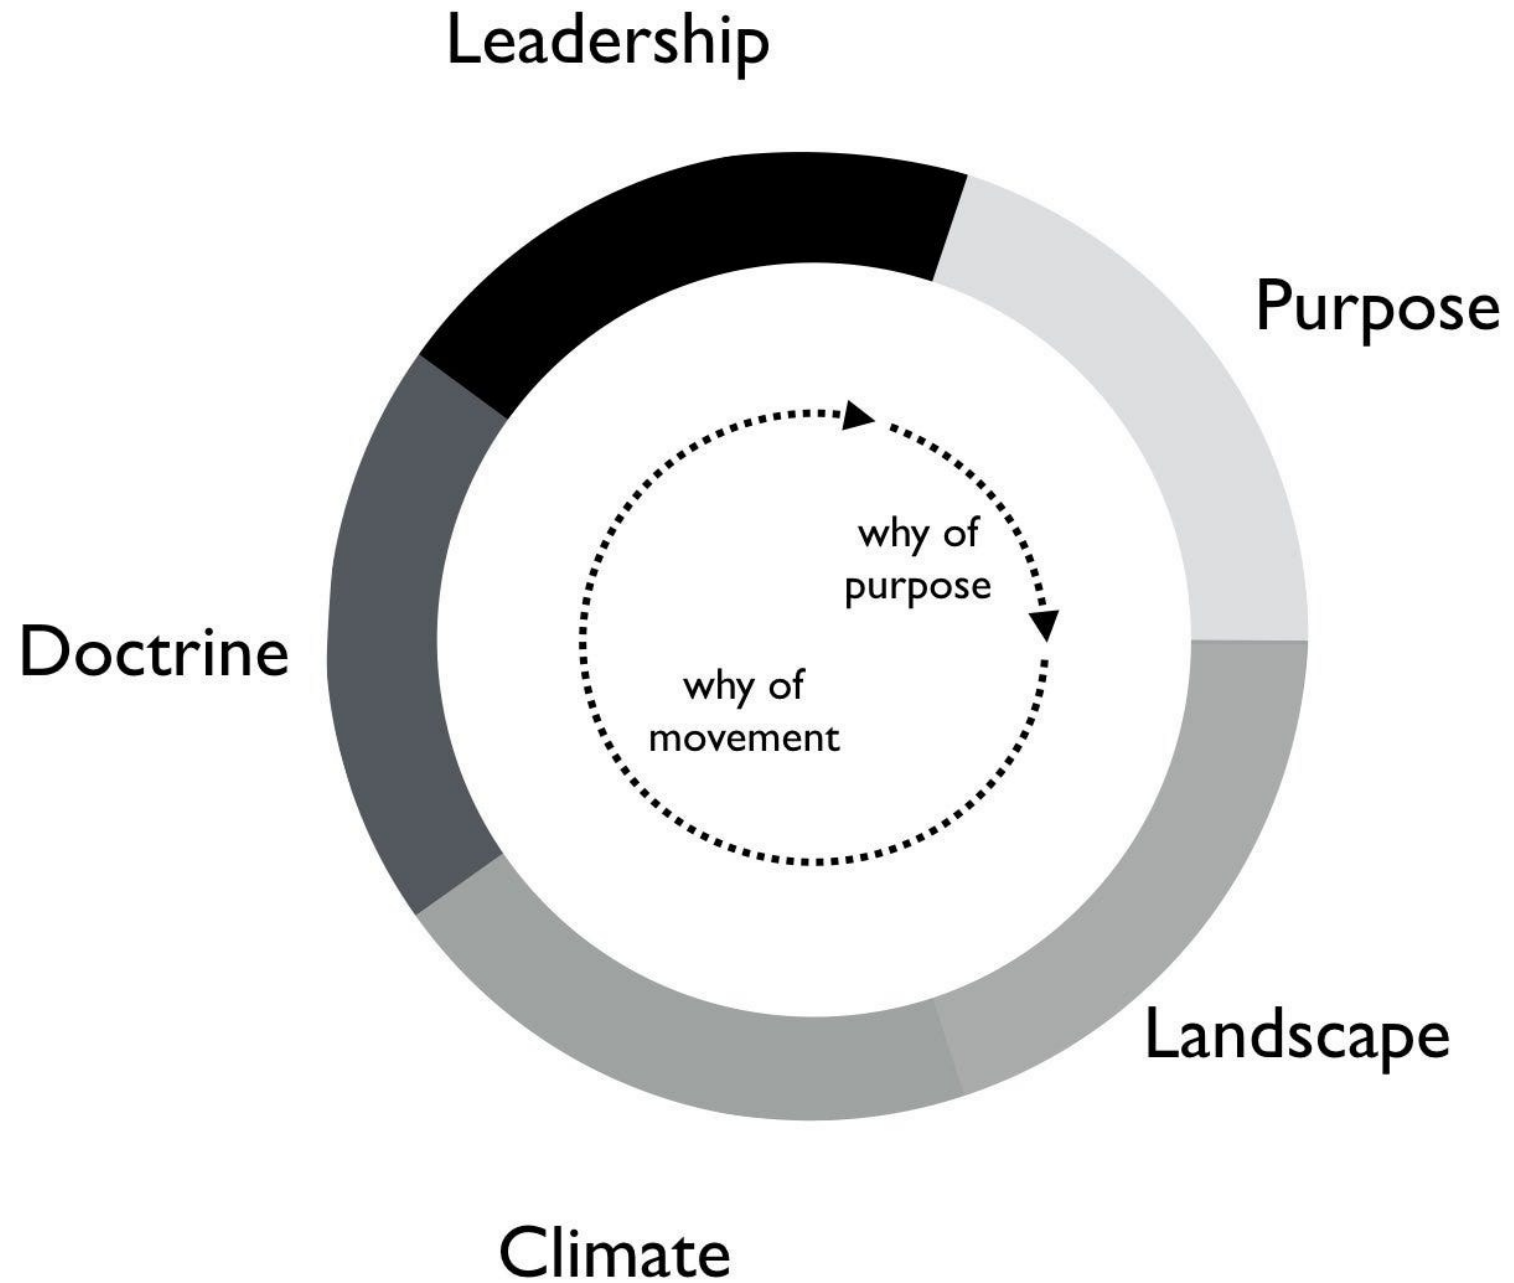 Leadership
Purpose
why of
purpose
Doctrine
why of
movement
Landscape
Climate